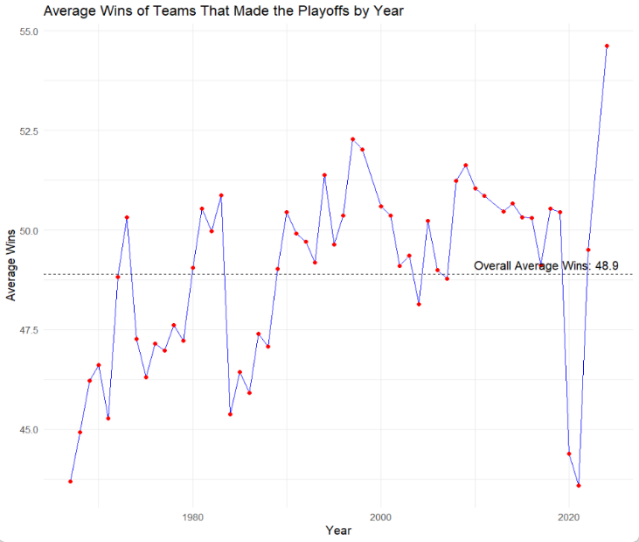 Average Wins of Teams That Made the Playoffs by Year
55.0
52.5
50.0
47.5
45.0
Average Wins
Overall Average Wins: 48.9
1980 2000 2020
Year